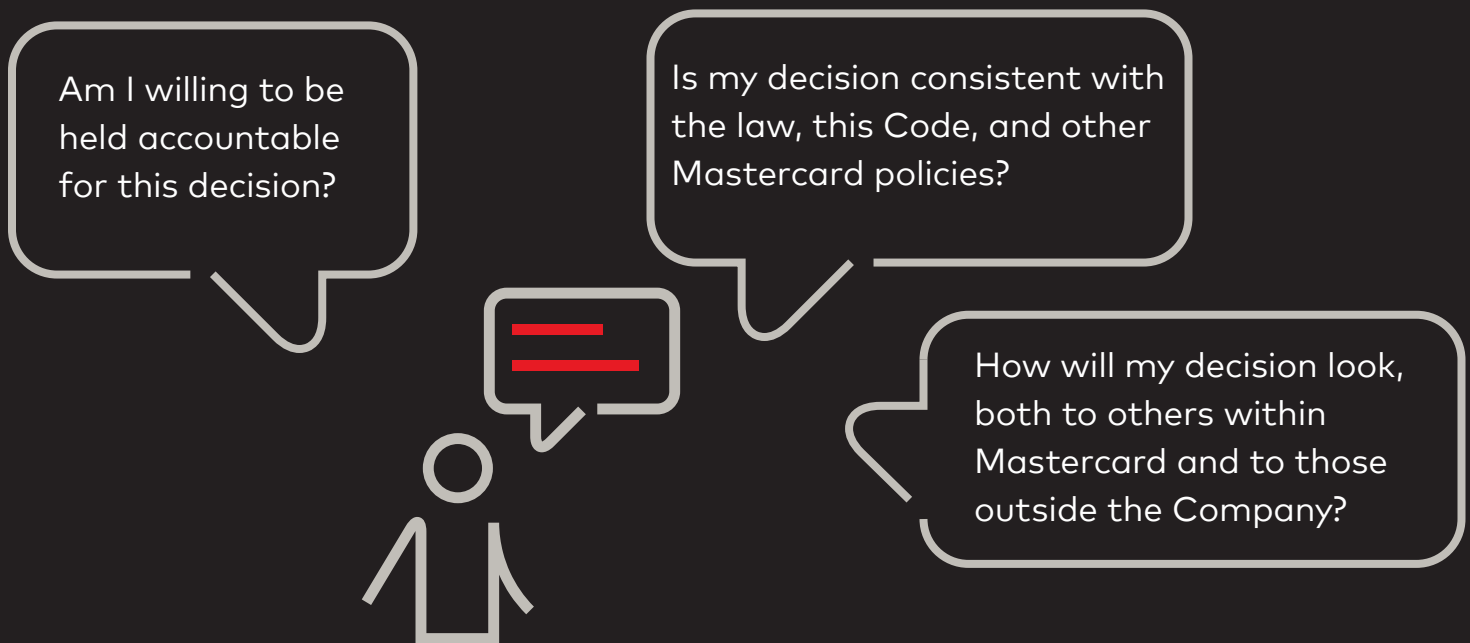 Am I willing to be
held accountable
for this decision?
Is my decision consistent with
the law, this Code, and other
Mastercard policies?
How will my decision look,
both to others within
Mastercard and to those
outside the Company?